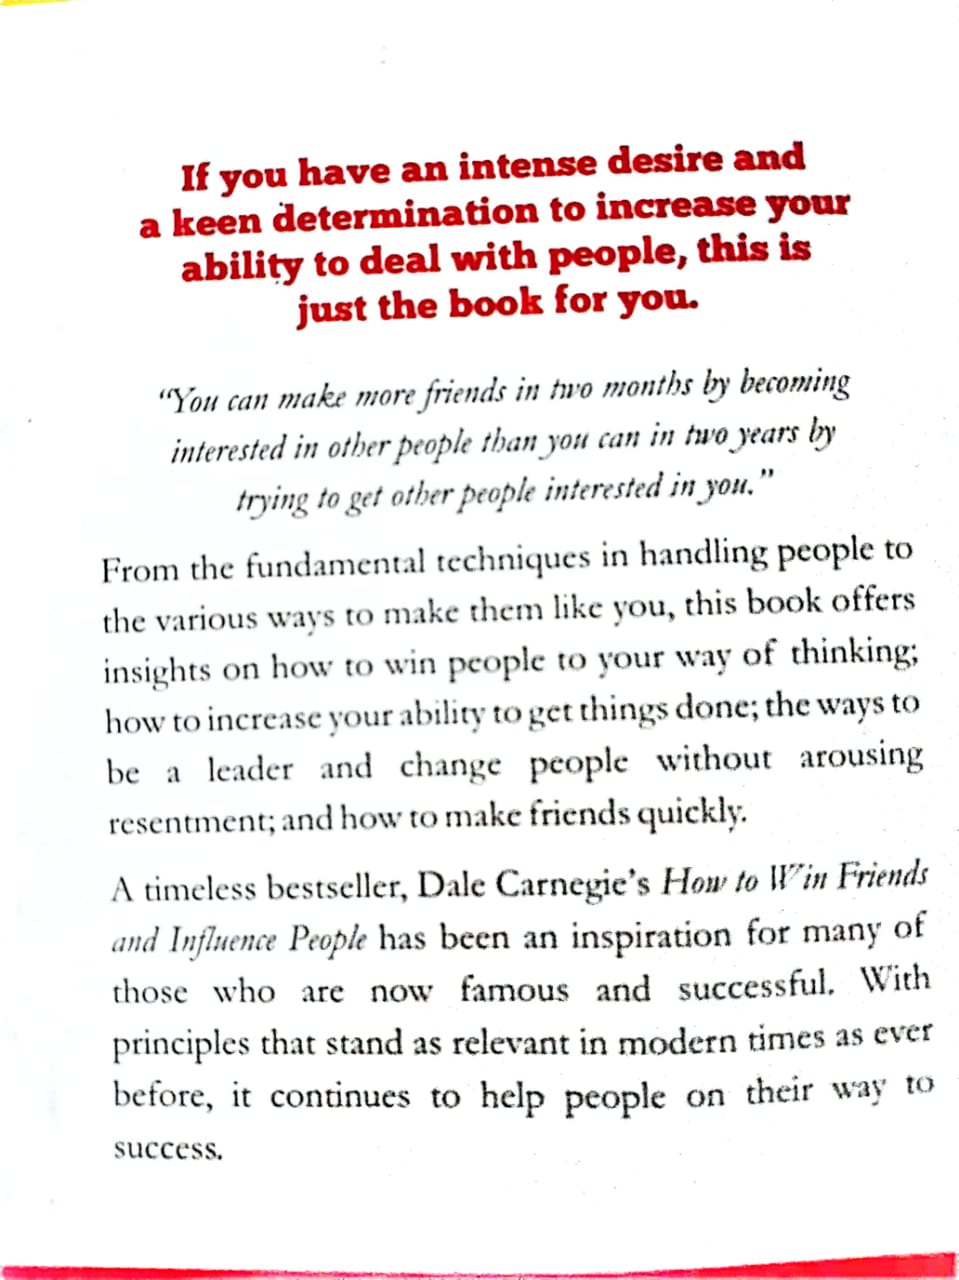 If you have an intense desire and
a keen determination to increase your
ability to deal with people, this is
just the book for you.
“You can make more friends in two months by becoming
interested in other people than you can in two years by
trying to get other people interested in you.”
From the fundamental techniques in handling people to
the various ways to make them like you, this book offers
insights on how to win people to your way of thinking;
how to increase your ability to get things done; the ways to
be a leader and change people without arousing
resentment; and how to make friends quickly.
A timeless bestseller, Dale Carnegie’s How to Win Friends
and Influence People has been an inspiration for many of
those who are now famous and successful. With
principles that stand as relevant in modern times as ever
before, it continues to help people on their way to
success.